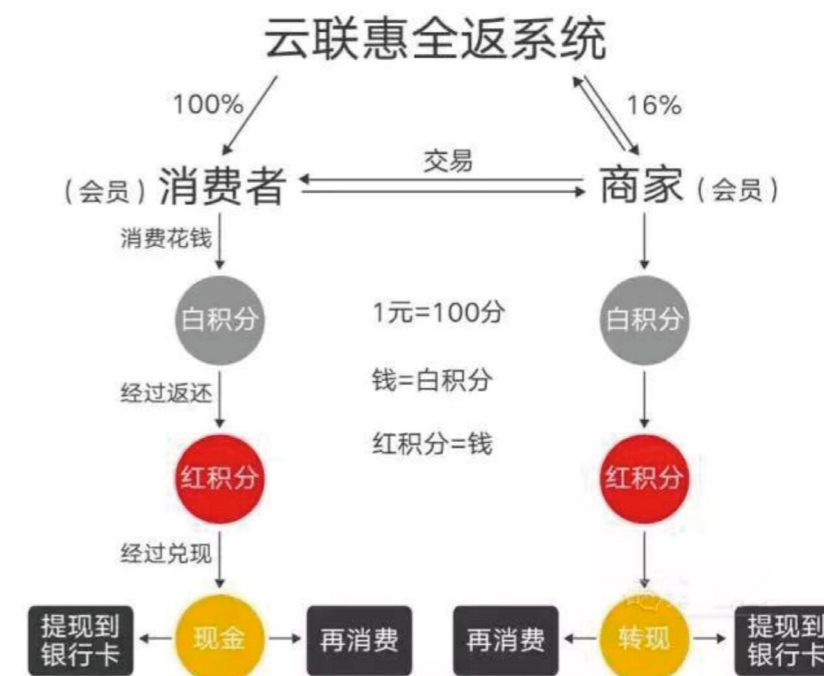 云联惠全返系统
100%
16%
交易
（会员）消费者
商家（会员）
消费花钱
白积分
1元=100分
白积分
钱=白积分
经过返还
红积分=钱
红积分
红积分
经过兑现
提现到
银行卡
现金
再消费
再消费
转现
提现到
银行卡